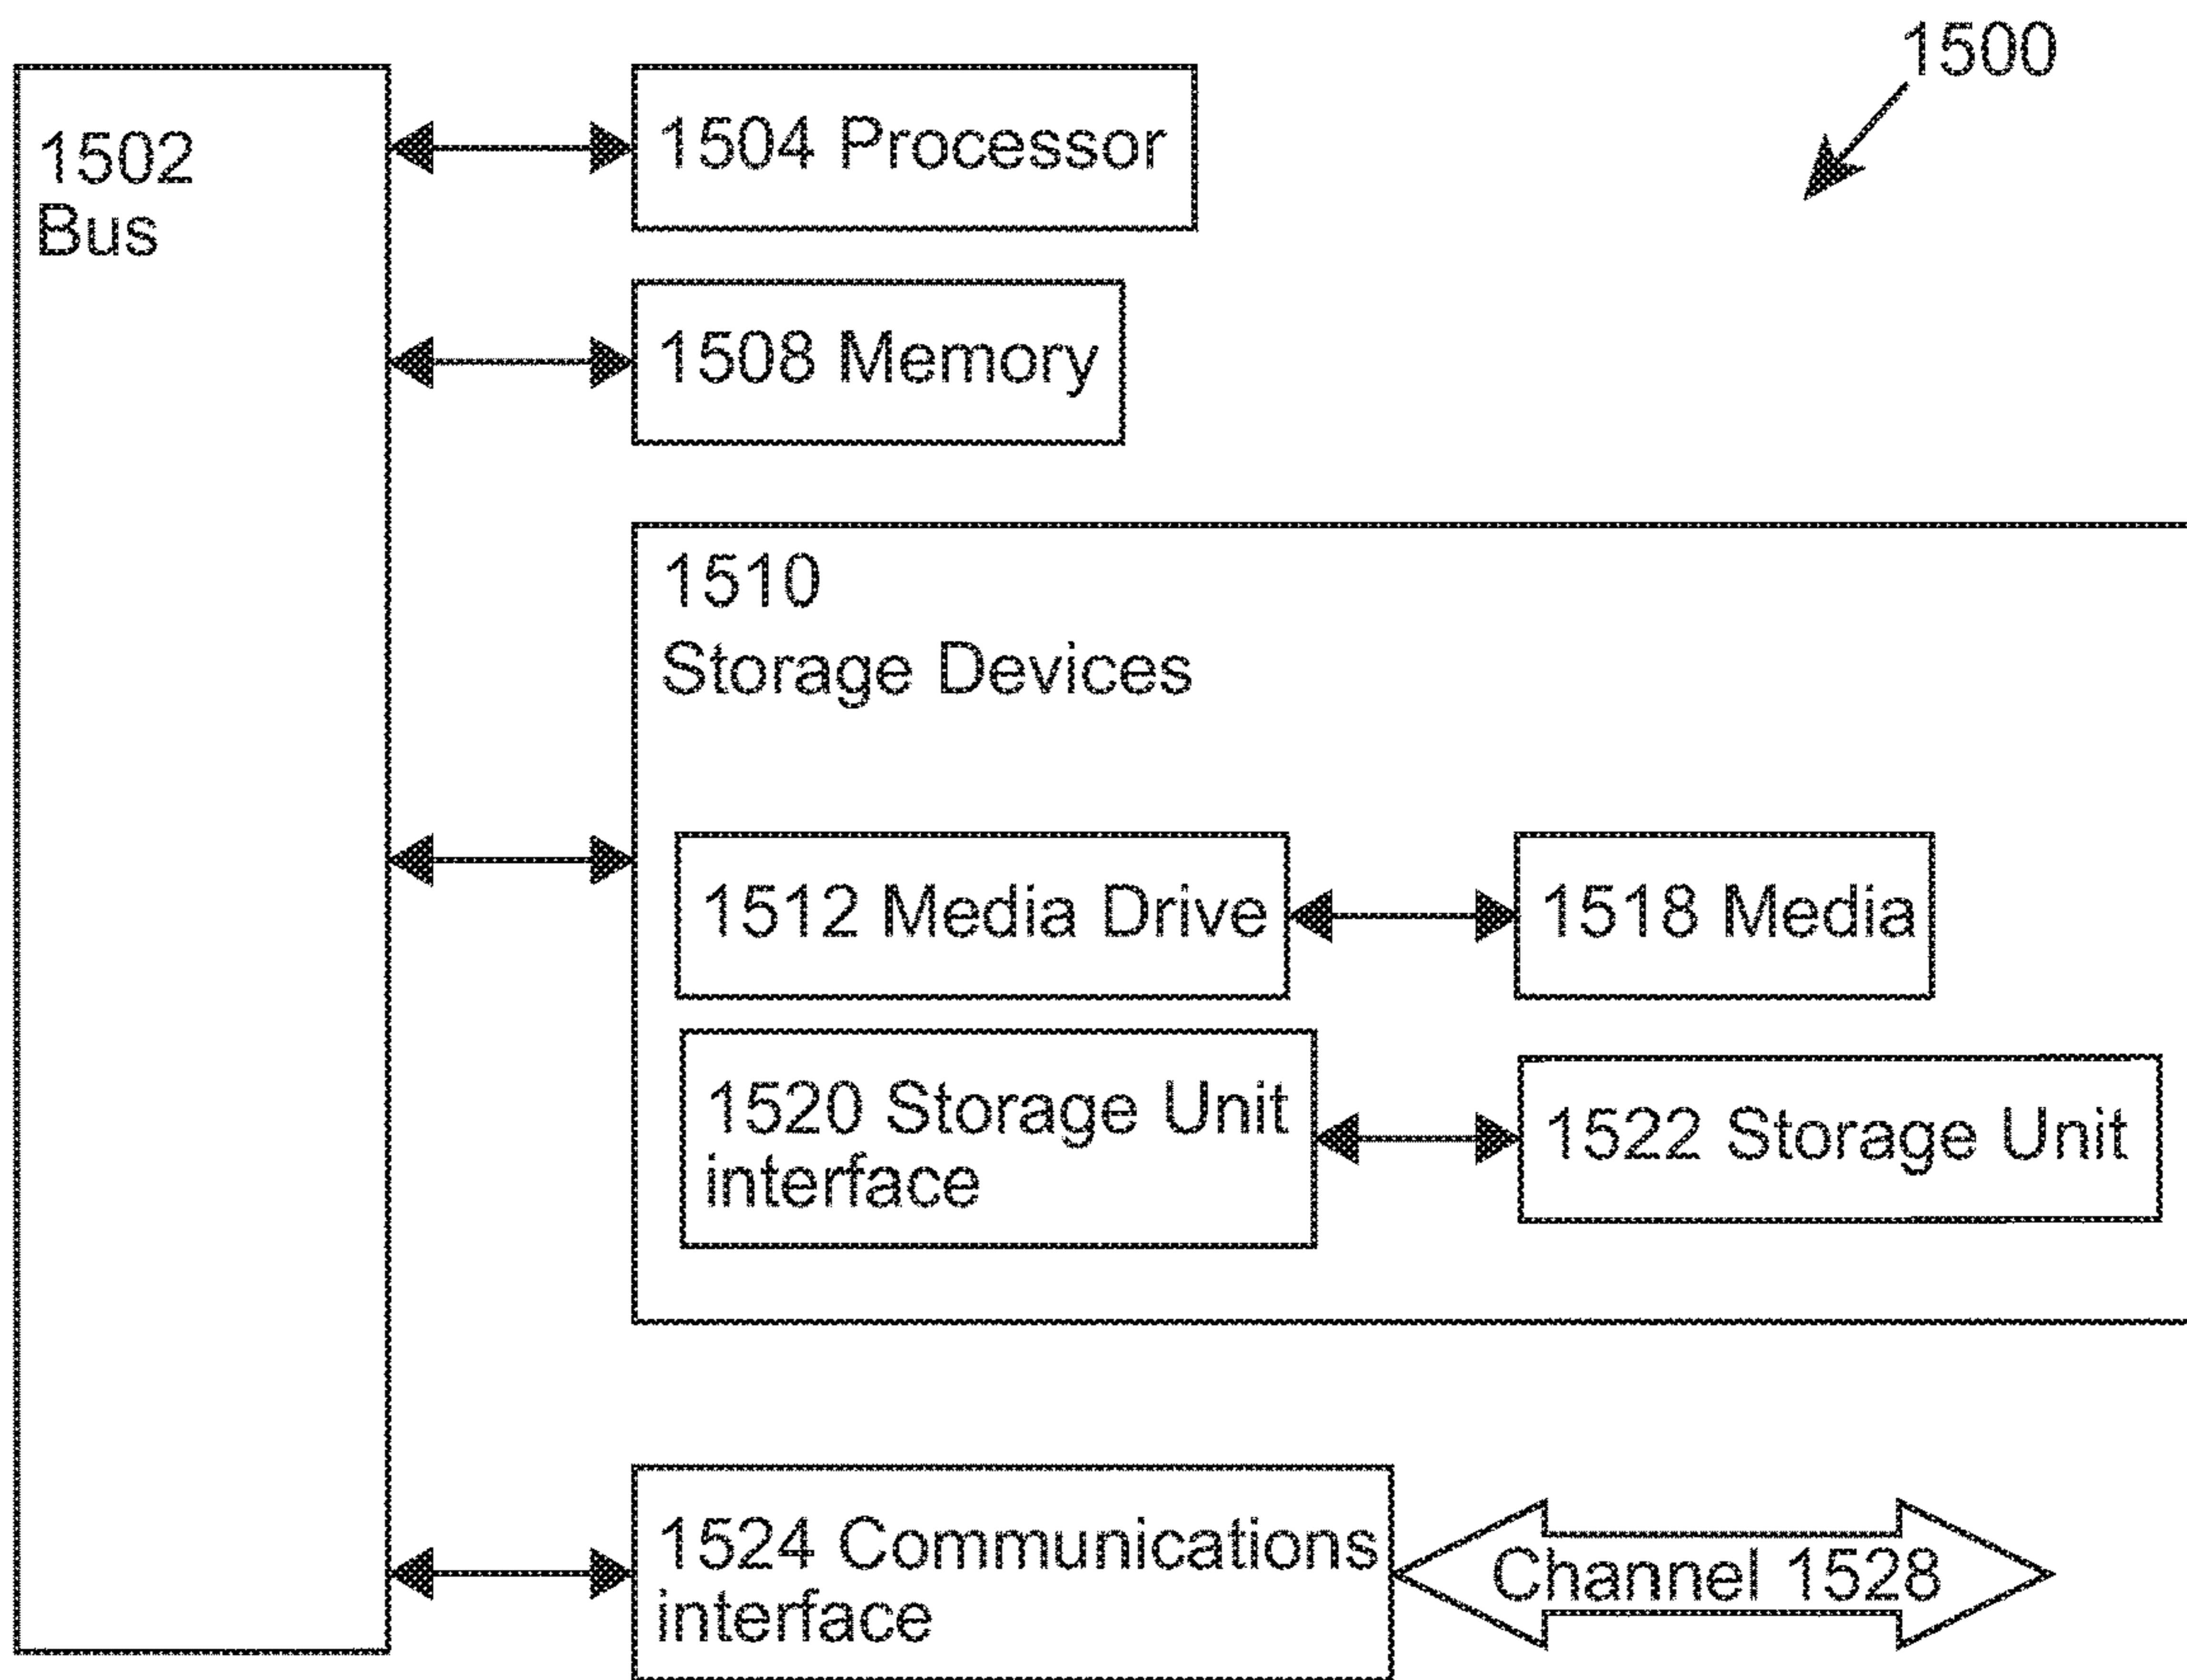 1500
1502
Bus
1504 Processor
1508 Memory
1510
Storage Devices
1512 Media Drive
1518 Media
1520 Storage Unit
interface
1522 Storage Unit
1524 Communications
interface
Channel 1528